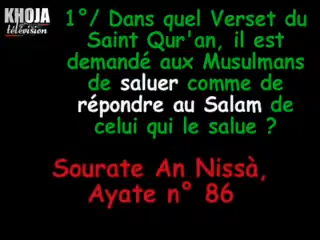 KHOJA
télévision
1°/ Dans quel Verset du
Saint Qur'an, il est
demandé aux Musulmans
de saluer comme de
répondre au Salam de
celui qui le salue ?
Sourate An Nissà,
Ayate n° 86